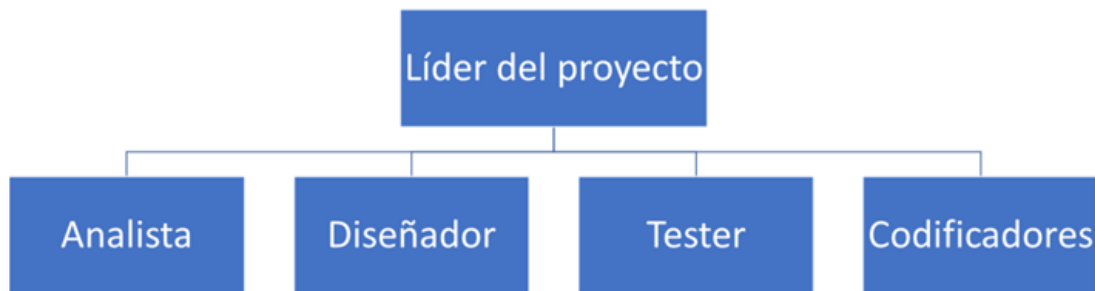 Líder del proyecto
Analista
Diseñador
Tester
Codificadores